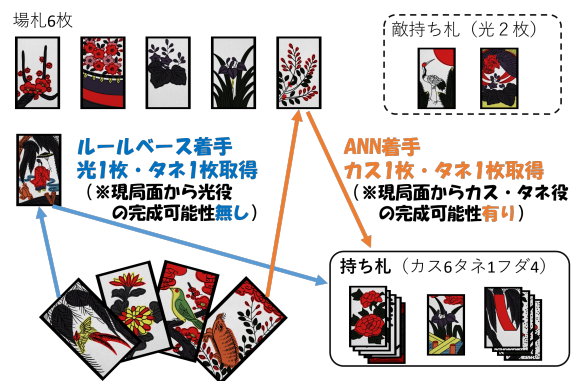 場札6枚
敵持ち札（光２枚）
ルールベース着手
光1枚・タネ1枚取得
（※現局面から光役
の完成可能性無し）
ANN着手
カス1枚・タネ1枚取得
（※現局面からカス・タネ役
の完成可能性有り）
持ち札（カス6タネ1フダ4）